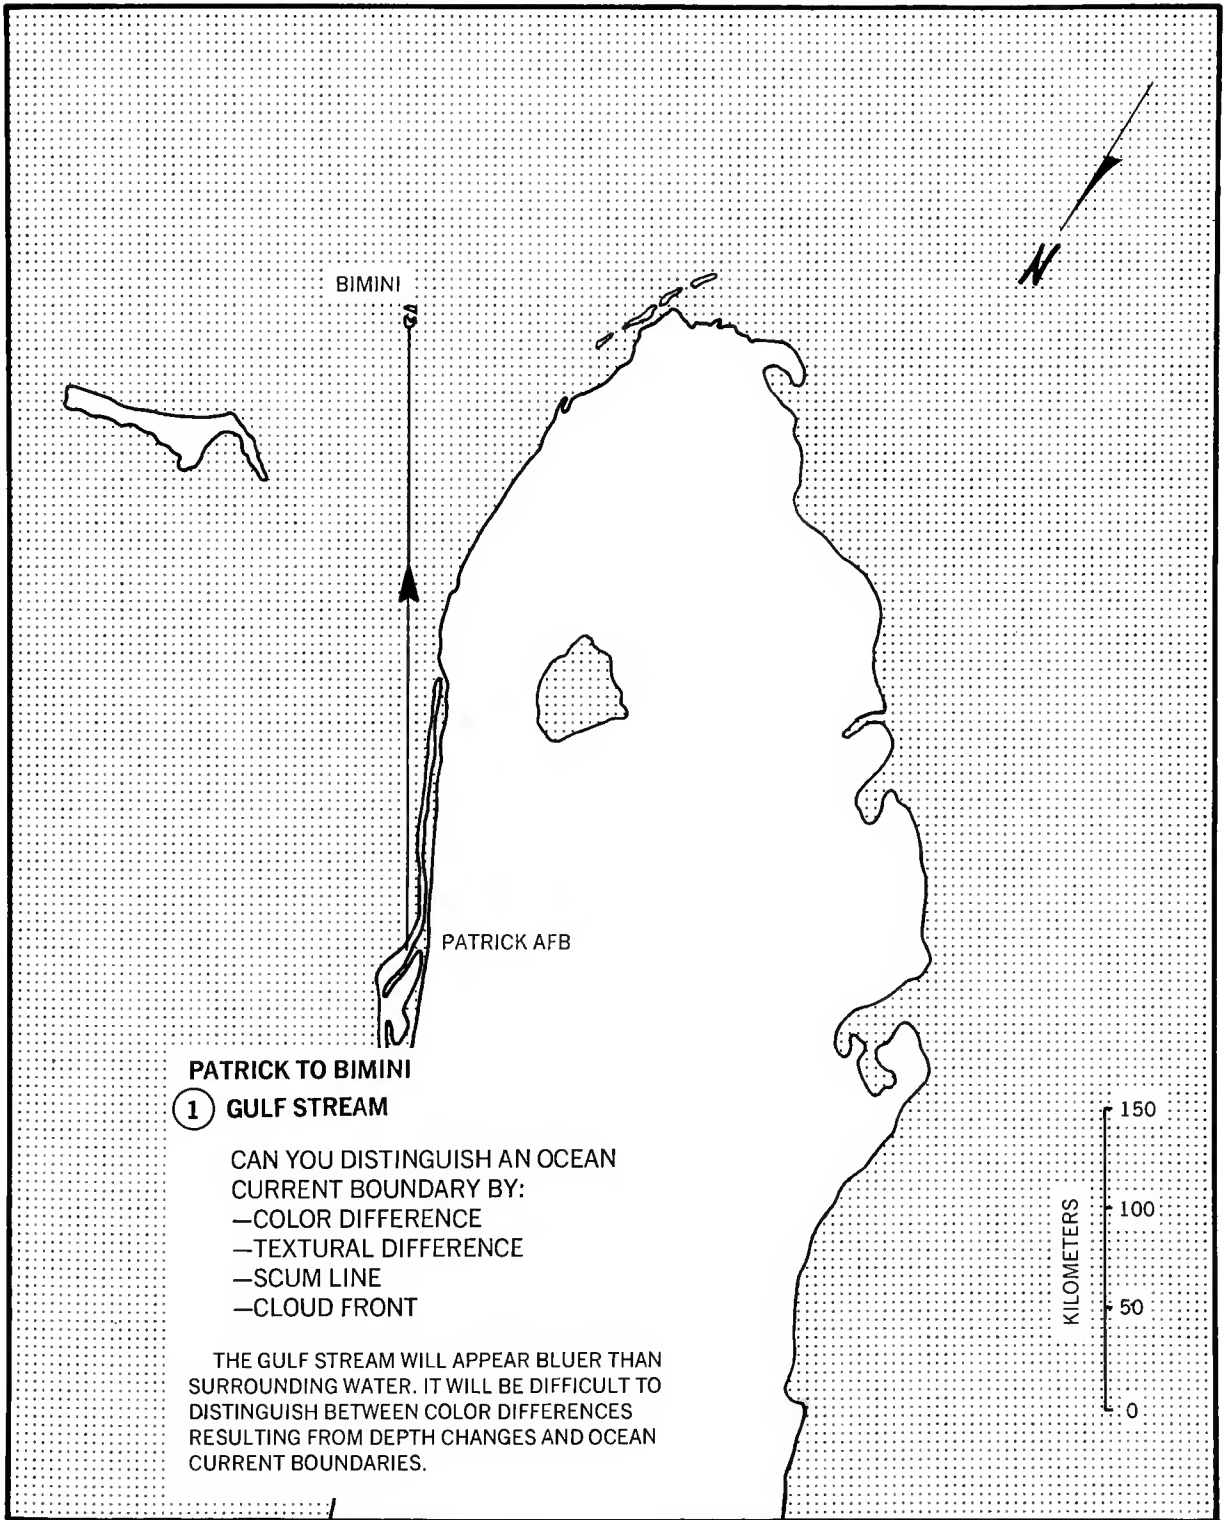 N
BIMINI
PATRICK AFB
PATRICK TO BIMINI
1 GULF STREAM
CAN YOU DISTINGUISH AN OCEAN
CURRENT BOUNDARY BY:
—COLOR DIFFERENCE
—TEXTURAL DIFFERENCE
—SCUM LINE
—CLOUD FRONT
THE GULF STREAM WILL APPEAR BLUER THAN
SURROUNDING WATER. IT WILL BE DIFFICULT TO
DISTINGUISH BETWEEN COLOR DIFFERENCES
RESULTING FROM DEPTH CHANGES AND OCEAN
CURRENT BOUNDARIES.
KILOMETERS
150
100
50
0